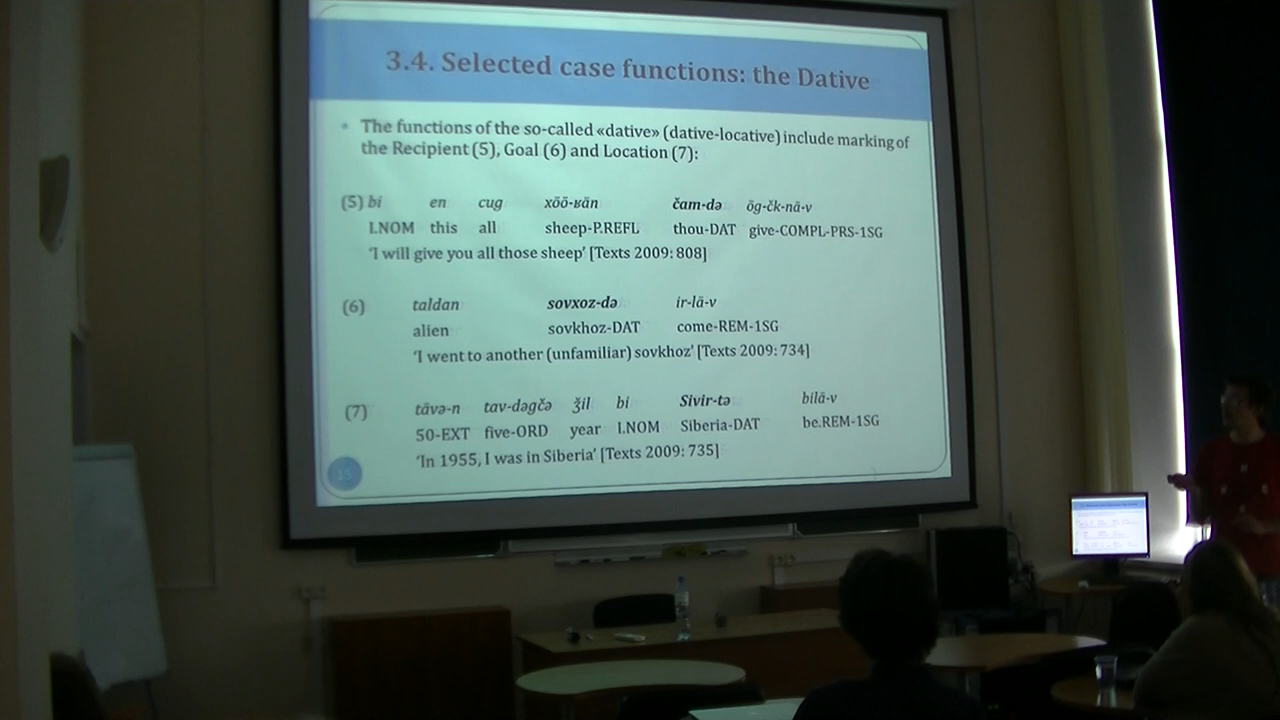 3.4. Selected case functions: the Dative
• The functions of the so-called «dative» (dative-locative) include marking of
the Recipient (5), Goal (6) and Location (7):
(5) bi en cug xöö-ʁän čam-də ög-čk-nä-v
I.NOM this all sheep-P.REFL thou-DAT give-COMPL-PRS-1SG
‘I will give you all those sheep’ [Texts 2009: 808]
(6) taldan sovxoz-də ir-lä-v
alien sovkhoz-DAT come-REM-1SG
‘I went to another (unfamiliar) sovkhoz’ [Texts 2009: 734]
(7) tävə-n tav-dəgčə ǯil bi Sivir-tə bilä-v
50-EXT five-ORD year I.NOM Siberia-DAT be.REM-1SG
‘In 1955, I was in Siberia’ [Texts 2009: 735]